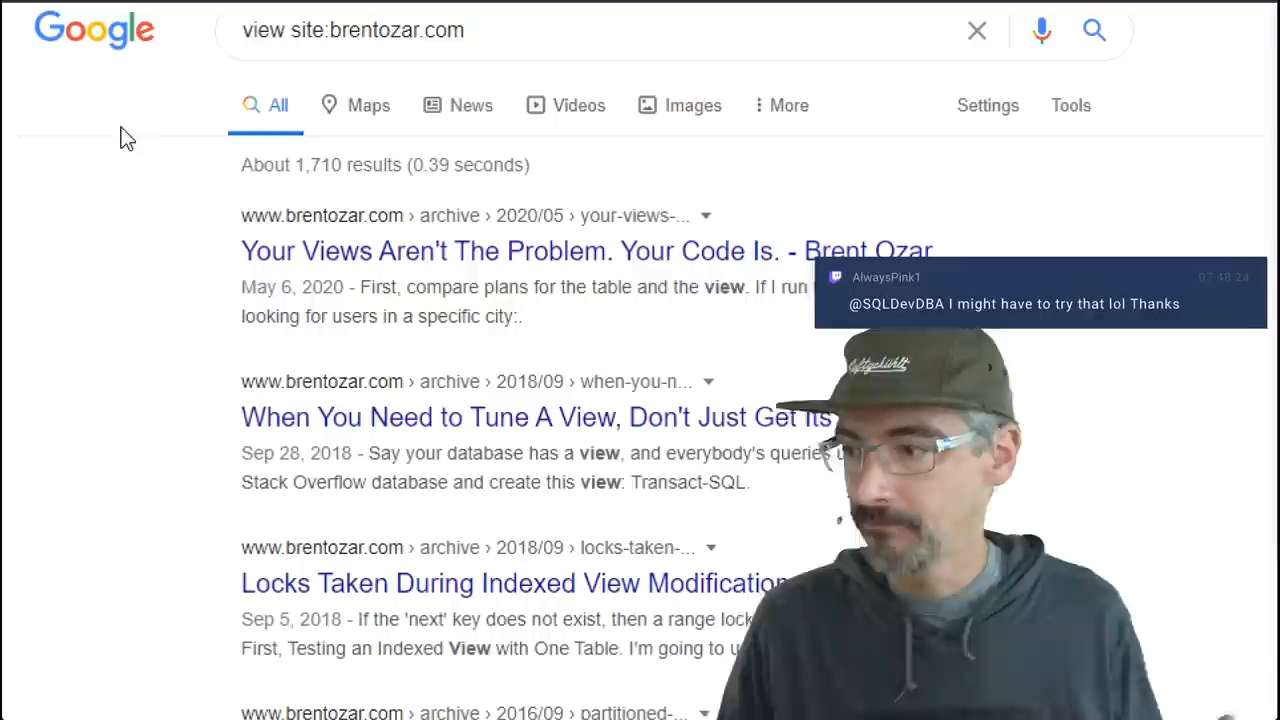 Google
view site:brentozar.com
All Maps News Videos Images More Settings Tools
About 1,710 results (0.39 seconds)
www.brentozar.com › archive › 2020/05 › your-views-...
Your Views Aren't The Problem. Your Code Is. - Brent Ozar
May 6, 2020 - First, compare plans for the table and the view. If I run
looking for users in a specific city:.
AlwaysPink1 07:48:24
@SQLDevDBA I might have to try that lol Thanks
www.brentozar.com › archive › 2018/09 › when-you-n...
When You Need to Tune A View, Don't Just Get Its
Sep 28, 2018 - Say your database has a view, and everybody's queries
Stack Overflow database and create this view: Transact-SQL.
www.brentozar.com › archive › 2018/09 › locks-taken-...
Locks Taken During Indexed View Modification
Sep 5, 2018 - If the 'next' key does not exist, then a range lock
First, Testing an Indexed View with One Table. I'm going to
www.brentozar.com › archive › 2016/09 › partitioned-...